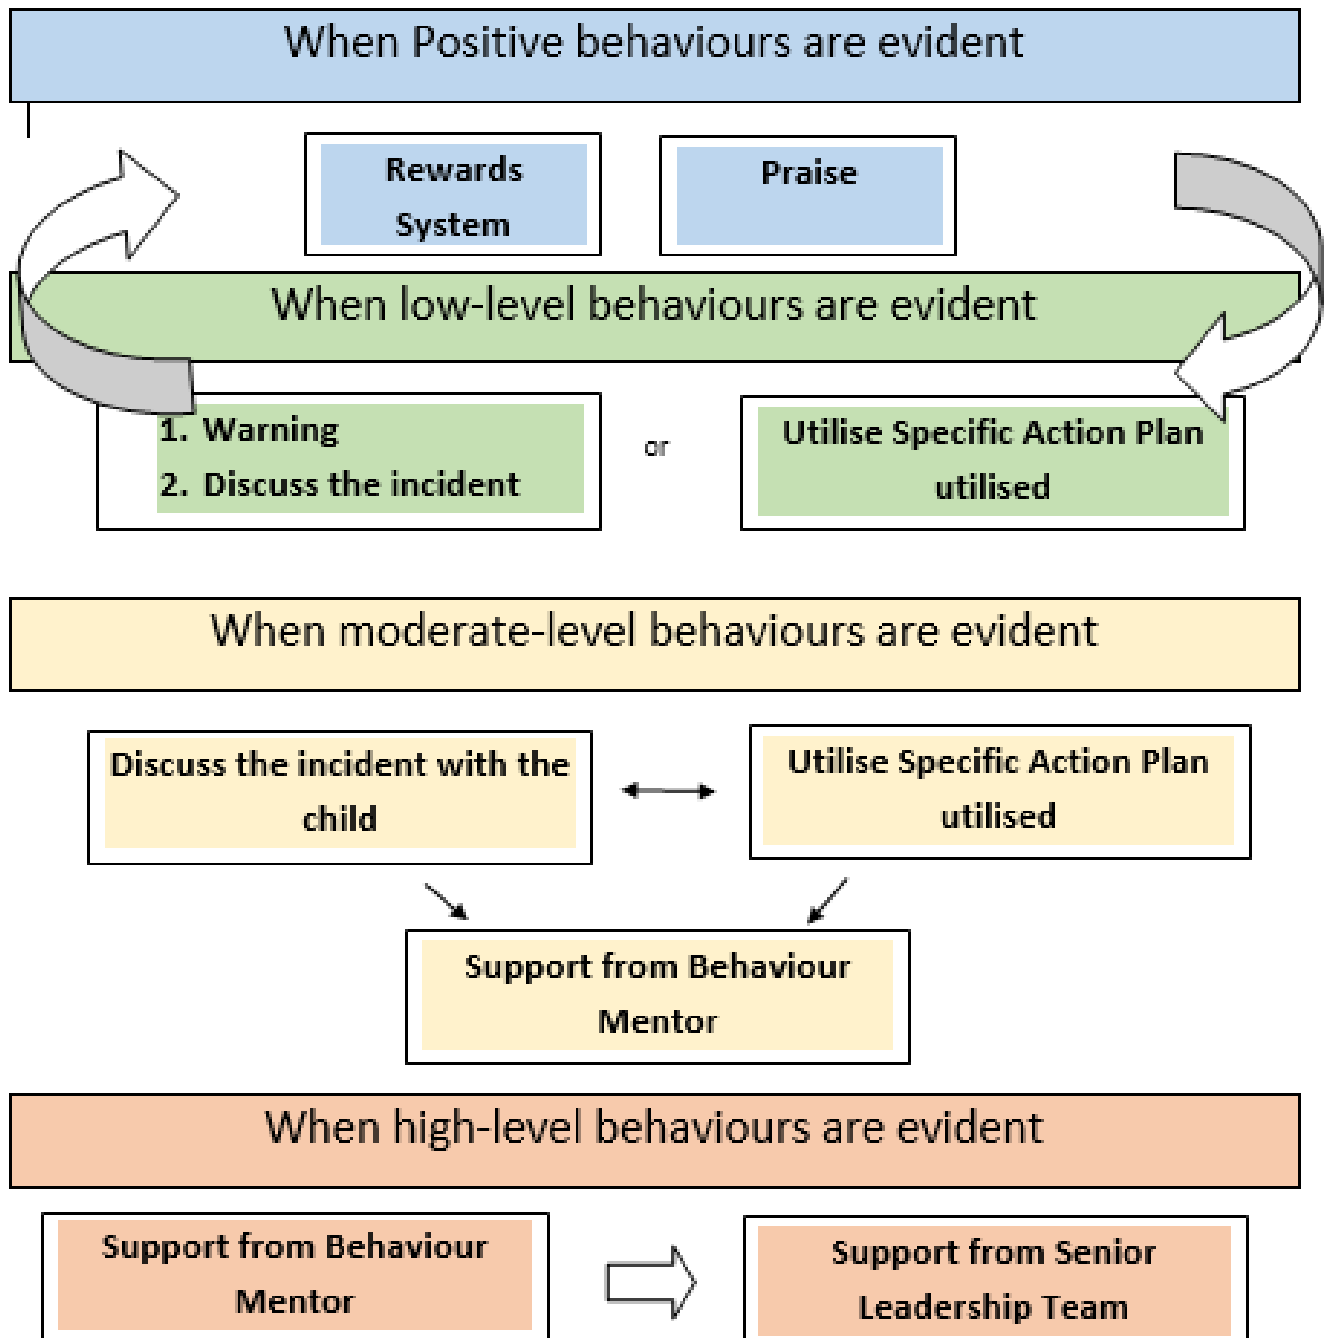 When Positive behaviours are evident
Rewards
System
Praise
When low-level behaviours are evident
1. Warning
2. Discuss the incident
or
Utilise Specific Action Plan
utilised
When moderate-level behaviours are evident
Discuss the incident with the
child
Utilise Specific Action Plan
utilised
Support from Behaviour
Mentor
When high-level behaviours are evident
Support from Behaviour
Mentor
Support from Senior
Leadership Team